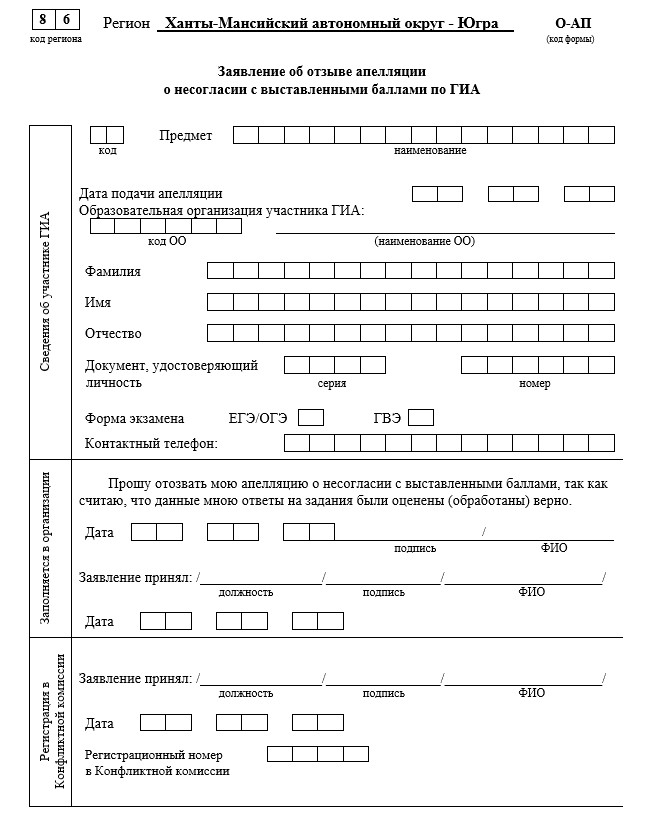 8 6 Регион Ханты-Мансийский автономный округ - Югра О-АП
код региона (код формы)
Заявление об отзыве апелляции
о несогласии с выставленными баллами по ГИА
Сведения об участнике ГИА
Предмет
код наименование
Дата подачи апелляции
Образовательная организация участника ГИА:
код ОО (наименование ОО)
Фамилия
Имя
Отчество
Документ, удостоверяющий
личность серия номер
Форма экзамена ЕГЭ/ОГЭ ГВЭ
Контактный телефон:
Заполняется в организации
Прошу отозвать мою апелляцию о несогласии с выставленными баллами, так как
считаю, что данные мною ответы на задания были оценены (обработаны) верно.
Дата /
подпись ФИО
Заявление принял: / / / /
должность подпись ФИО
Дата
Регистрация в
Конфликтной комиссии
Заявление принял: / / / /
должность подпись ФИО
Дата
Регистрационный номер
в Конфликтной комиссии